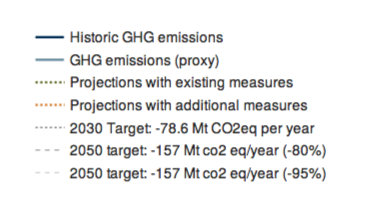 Historic GHG emissions
GHG emissions (proxy)
Projections with existing measures
Projections with additional measures
2030 Target: -78.6 Mt CO2eq per year
2050 target: -157 Mt co2 eq/year (-80%)
2050 target: -157 Mt co2 eq/year (-95%)